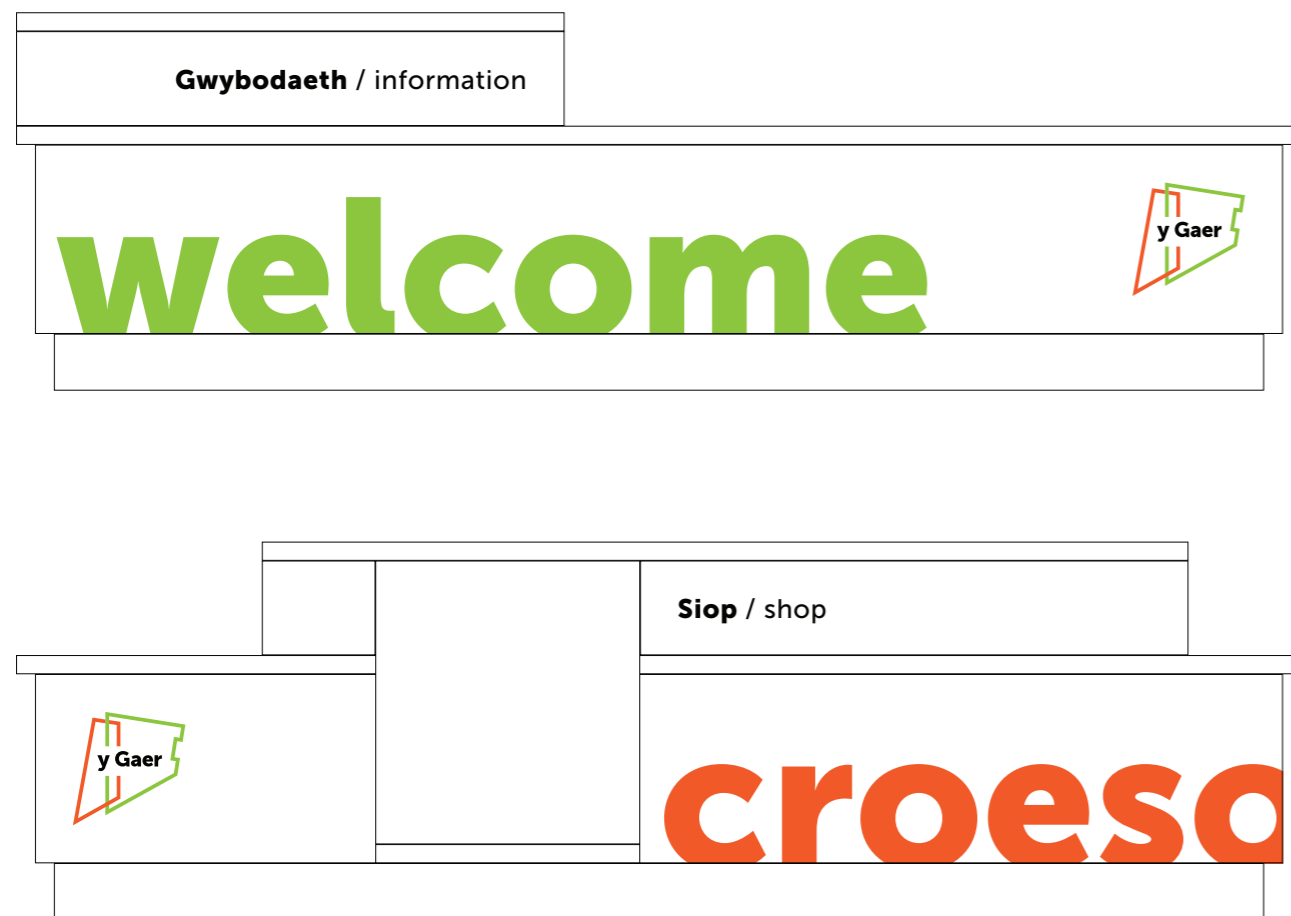 Gwybodaeth / information
welcome
y Gaer
Siop / shop
y Gaer
croeso